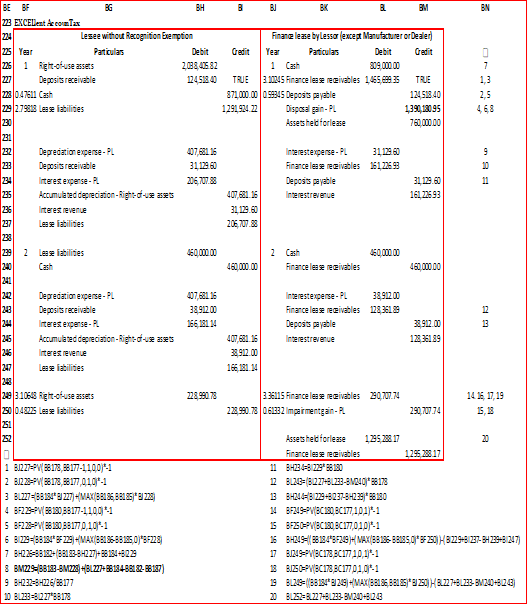 BE BF BG BH BI BJ BK BL BM BN
223 EXCELlent AccounTax
224 Lessee without Recognition Exemption Finance lease by Lessor (except Manufacturer or Dealer)
225 Year Particulars Debit Credit Year Particulars Debit Credit
226 1 Right-of-use assets 2,038,405.82 1 Cash 809,000.00 7
227 Deposits receivable 124,518.40 TRUE 3.10245 Finance lease receivables 1,465,699.35 TRUE 1, 3
228 0.47611 Cash 871,000.00 0.59345 Deposits payable 124,518.40 2, 5
229 2.79818 Lease liabilities 1,291,924.22 Disposal gain - PL 1,390,180.95 4, 6, 8
230 Assets held for lease 760,000.00
231
232 Depreciation expense - PL 407,681.16 Interest expense - PL 31,129.60 9
233 Deposits receivable 31,129.60 Finance lease receivables 161,226.93 10
234 Interest expense - PL 206,707.88 Deposits payable 31,129.60 11
235 Accumulated depreciation - Right-of-use assets 407,681.16 Interest revenue 161,226.93
236 Interest revenue 31,129.60
237 Lease liabilities 206,707.88
238
239 2 Lease liabilities 460,000.00 2 Cash 460,000.00
240 Cash 460,000.00 Finance lease receivables 460,000.00
241
242 Depreciation expense - PL 407,681.16 Interest expense - PL 38,912.00
243 Deposits receivable 38,912.00 Finance lease receivables 128,361.89 12
244 Interest expense - PL 166,181.14 Deposits payable 38,912.00 13
245 Accumulated depreciation - Right-of-use assets 407,681.16 Interest revenue 128,361.89
246 Interest revenue 38,912.00
247 Lease liabilities 166,181.14
248
249 3.10648 Right-of-use assets 228,990.78 3.36115 Finance lease receivables 290,707.74 14, 16, 17, 19
250 0.48225 Lease liabilities 228,990.78 0.61332 Impairment gain - PL 290,707.74 15, 18
251
252 Assets held for lease 1,295,288.17 20
Finance lease receivables 1,295,288.17
1 BJ227=PV(BB178,BB177-1,1,0,0)*-1 11 BH234=BI229*BB180
2 BJ228=PV(BB178,BB177,0,1,0)*-1 12 BL243=(BL227+BL233-BM240)*BB178
3 BL227=(BB184*BJ227)+(MAX(BB186,BB185)*BJ228) 13 BH244=(BI229+BI237-BH239)*BB180
4 BF229=PV(BB180,BB177-1,1,0,0)*-1 14 BF249=PV(BC180,BC177,1,0,1)*-1
5 BF228=PV(BB180,BB177,0,1,0)*-1 15 BF250=PV(BC180,BC177,0,1,0)*-1
6 BI229=(BB184*BF229)+(MAX(BB186-BB185,0)*BF228) 16 BH249=((BB184*BF249)+(MAX(BB186-BB185,0)*BF250))-(BI229+BI237-BH239+BI247)
7 BH226=BB182+(BB183-BH227)+BB184+BI229 17 BJ249=PV(BC178,BC177,1,0,1)*-1
8 BM229=(BB183-BM228)+(BL227+BB184-BB182-BB187) 18 BJ250=PV(BC178,BC177,0,1,0)*-1
9 BH232=BH226/BB177 19 BL249=((BB184*BJ249)+(MAX(BB186,BB185)*BJ250))-(BL227+BL233-BM240+BL243)
10 BL233=BL227*BB178 20 BL252=BL227+BL233-BM240+BL243